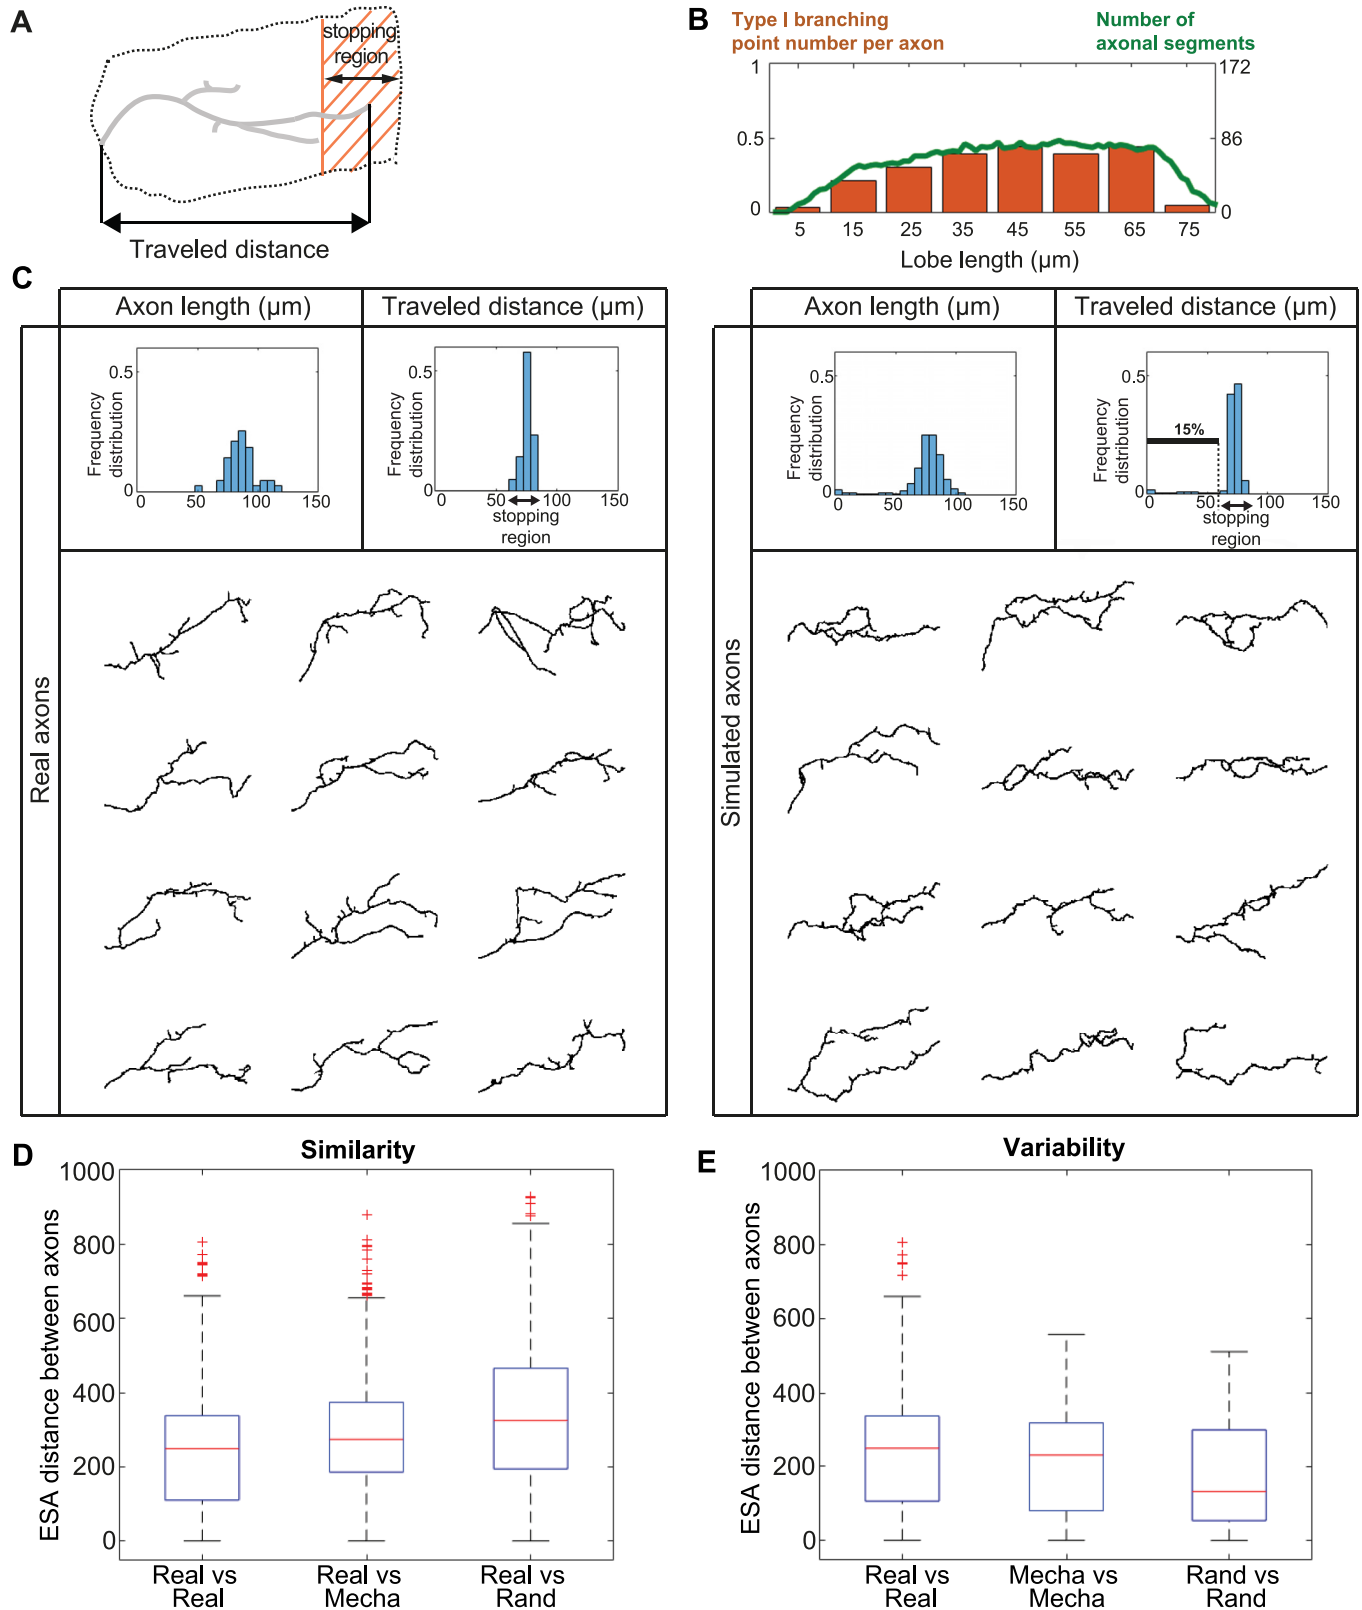 A
stopping
region
Traveled distance
B
Type I branching
point number per axon
Number of
axonal segments
1
0.5
0
172
86
0
5 15 25 35 45 55 65 75
Lobe length (µm)
C
Axon length (µm)
Traveled distance (µm)
Real axons
Frequency
distribution
0.5
0
0 50 100 150
Frequency
distribution
0.5
0
0 50 100 150
stopping
region
Axon length (µm)
Traveled distance (µm)
Simulated axons
Frequency
distribution
0.5
0
0 50 100 150
Frequency
distribution
0.5
0
15%
0 50 100 150
stopping
region
D
Similarity
ESA distance between axons
1000
800
600
400
200
0
Real vs
Real
Real vs
Mecha
Real vs
Rand
E
Variability
ESA distance between axons
1000
800
600
400
200
0
Real vs
Real
Mecha vs
Mecha
Rand vs
Rand